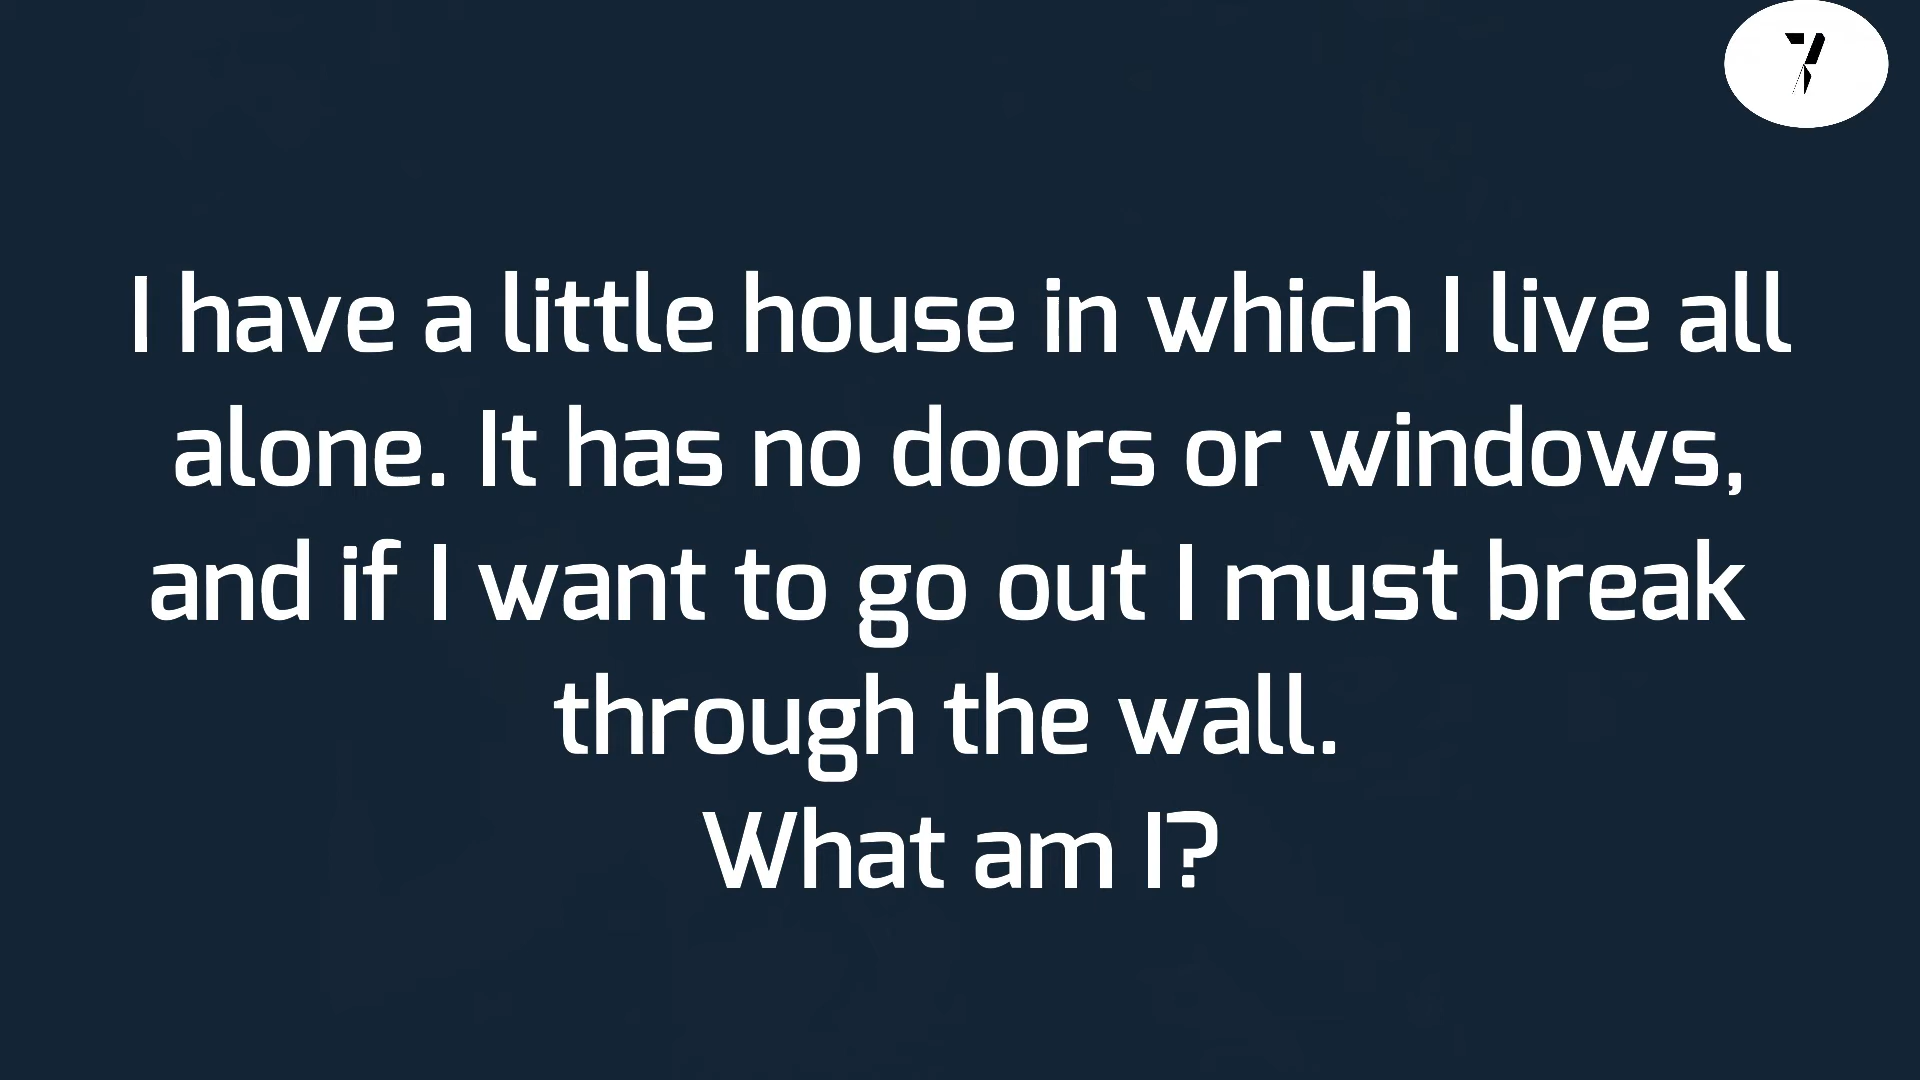 7
I have a little house in which I live all
alone. It has no doors or windows,
and if I want to go out I must break
through the wall.
What am I?